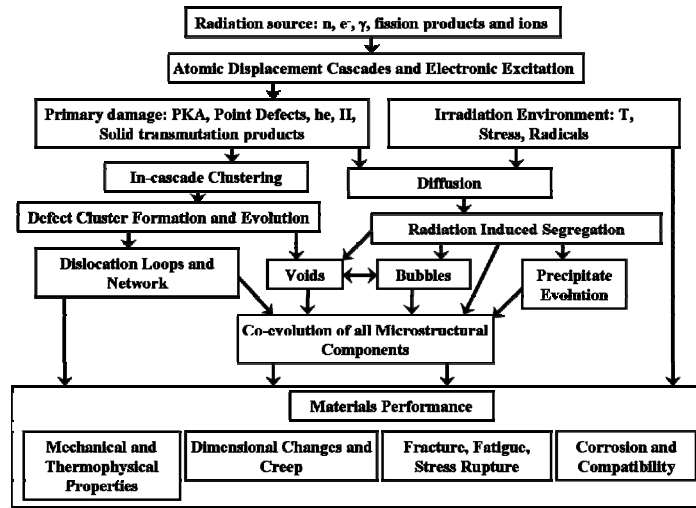 Radiation source: n, e⁻, γ, fission products and ions
Atomic Displacement Cascades and Electronic Excitation
Primary damage: PKA, Point Defects, he, II,
Solid transmutation products
Irradiation Environment: T,
Stress, Radicals
In-cascade Clustering
Diffusion
Defect Cluster Formation and Evolution
Radiation Induced Segregation
Dislocation Loops and
Network
Voids
Bubbles
Precipitate
Evolution
Co-evolution of all Microstructural
Components
Materials Performance
Mechanical and
Thermophysical
Properties
Dimensional Changes and
Creep
Fracture, Fatigue,
Stress Rupture
Corrosion and
Compatibility